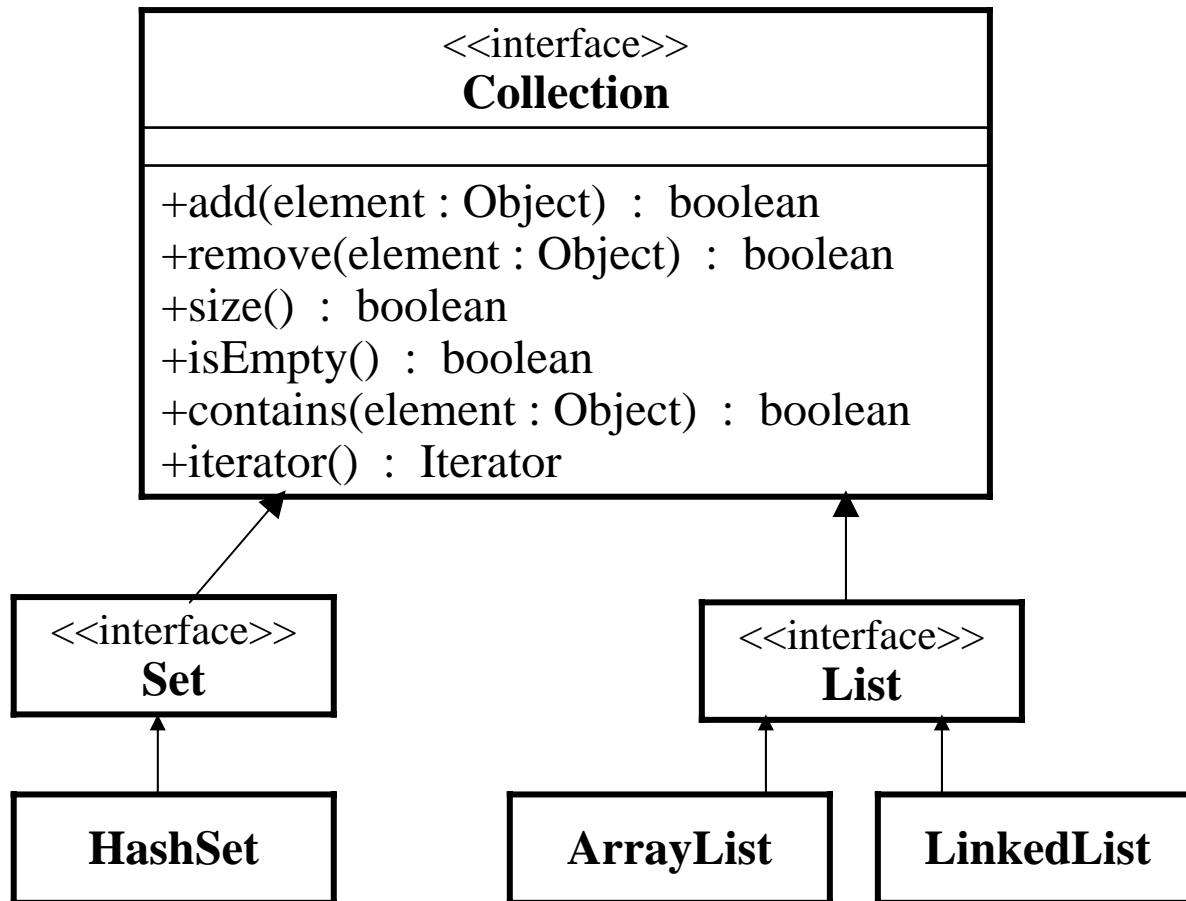 <<interface>>
Collection
+add(element : Object) : boolean
+remove(element : Object) : boolean
+size() : boolean
+isEmpty() : boolean
+contains(element : Object) : boolean
+iterator() : Iterator
<<interface>>
Set
<<interface>>
List
HashSet
ArrayList
LinkedList